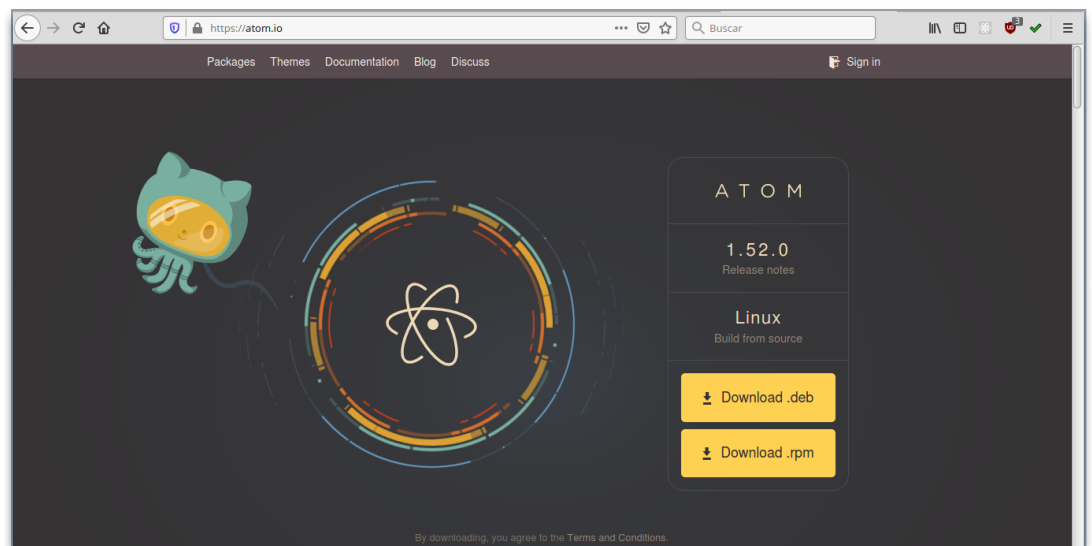 https://atom.io
Buscar
3
Packages Themes Documentation Blog Discuss
Sign in
ATOM
1.52.0
Release notes
Linux
Build from source
Download .deb
Download .rpm
By downloading, you agree to the Terms and Conditions.